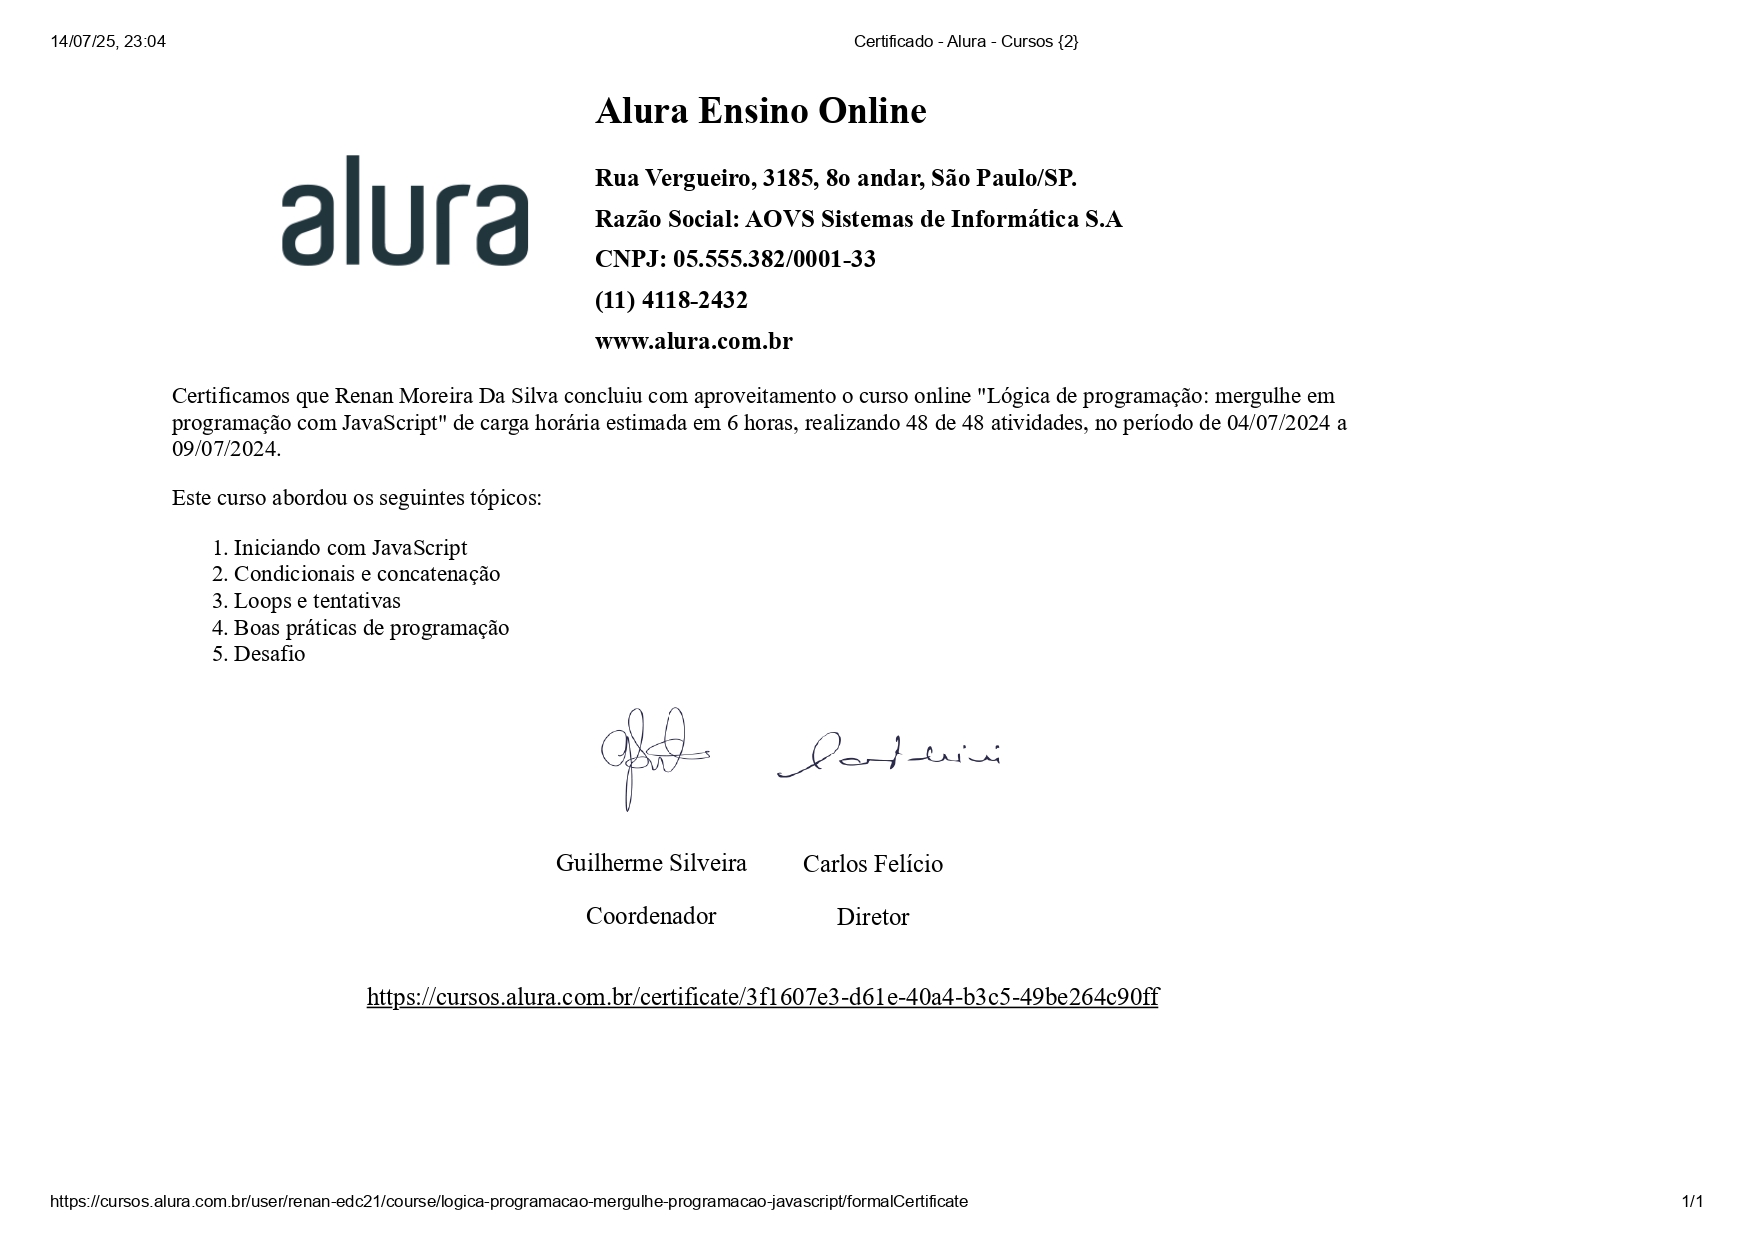 14/07/25, 23:04
Certificado - Alura - Cursos {2}
alura
Alura Ensino Online
Rua Vergueiro, 3185, 8o andar, São Paulo/SP.
Razão Social: AOVS Sistemas de Informática S.A
CNPJ: 05.555.382/0001-33
(11) 4118-2432
www.alura.com.br
Certificamos que Renan Moreira Da Silva concluiu com aproveitamento o curso online "Lógica de programação: mergulhe em
programação com JavaScript" de carga horária estimada em 6 horas, realizando 48 de 48 atividades, no período de 04/07/2024 a
09/07/2024.
Este curso abordou os seguintes tópicos:
1. Iniciando com JavaScript
2. Condicionais e concatenação
3. Loops e tentativas
4. Boas práticas de programação
5. Desafio
Guilherme Silveira
Carlos Felício
Coordenador
Diretor
https://cursos.alura.com.br/certificate/3f1607e3-d61e-40a4-b3c5-49be264c90ff
https://cursos.alura.com.br/user/renan-edc21/course/logica-programacao-mergulhe-programacao-javascript/formalCertificate
1/1